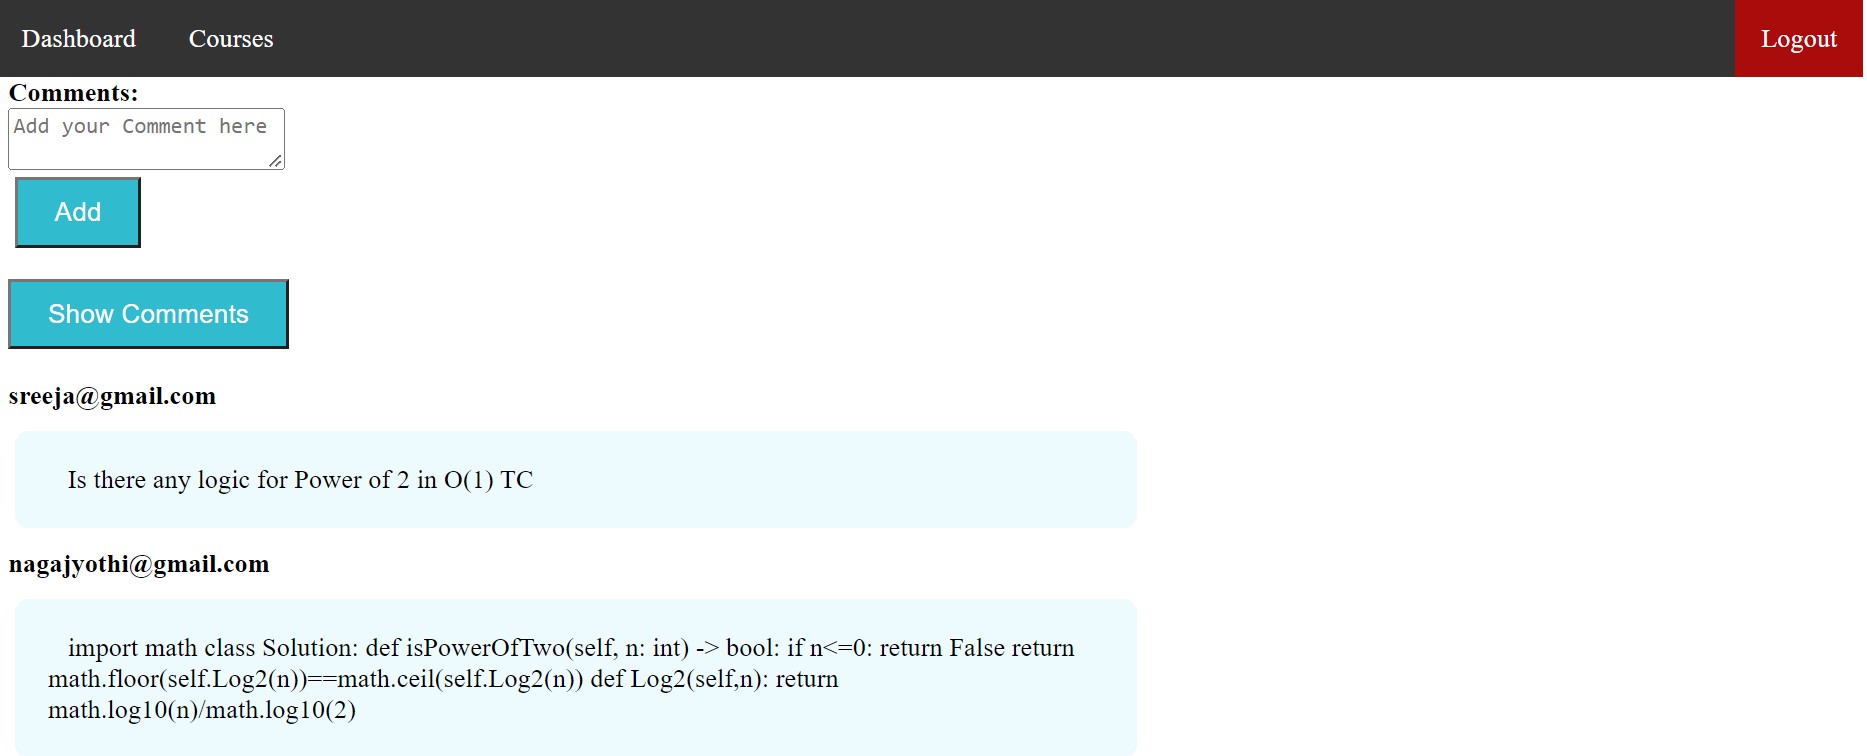 Dashboard Courses Logout
Comments:
Add your Comment here
Add
Show Comments
sreeja@gmail.com
Is there any logic for Power of 2 in O(1) TC
nagajyothi@gmail.com
import math class Solution: def isPowerOfTwo(self, n: int) -> bool: if n<=0: return False return
math.floor(self.Log2(n))==math.ceil(self.Log2(n)) def Log2(self,n): return
math.log10(n)/math.log10(2)